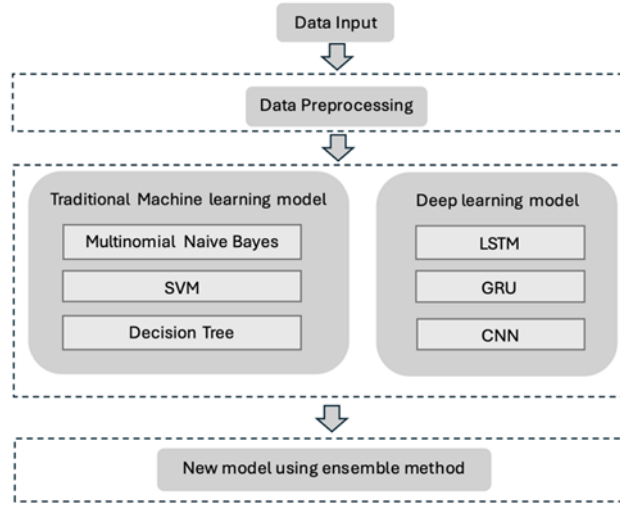 Data Input
Data Preprocessing
Traditional Machine learning model
Multinomial Naive Bayes
SVM
Decision Tree
Deep learning model
LSTM
GRU
CNN
New model using ensemble method